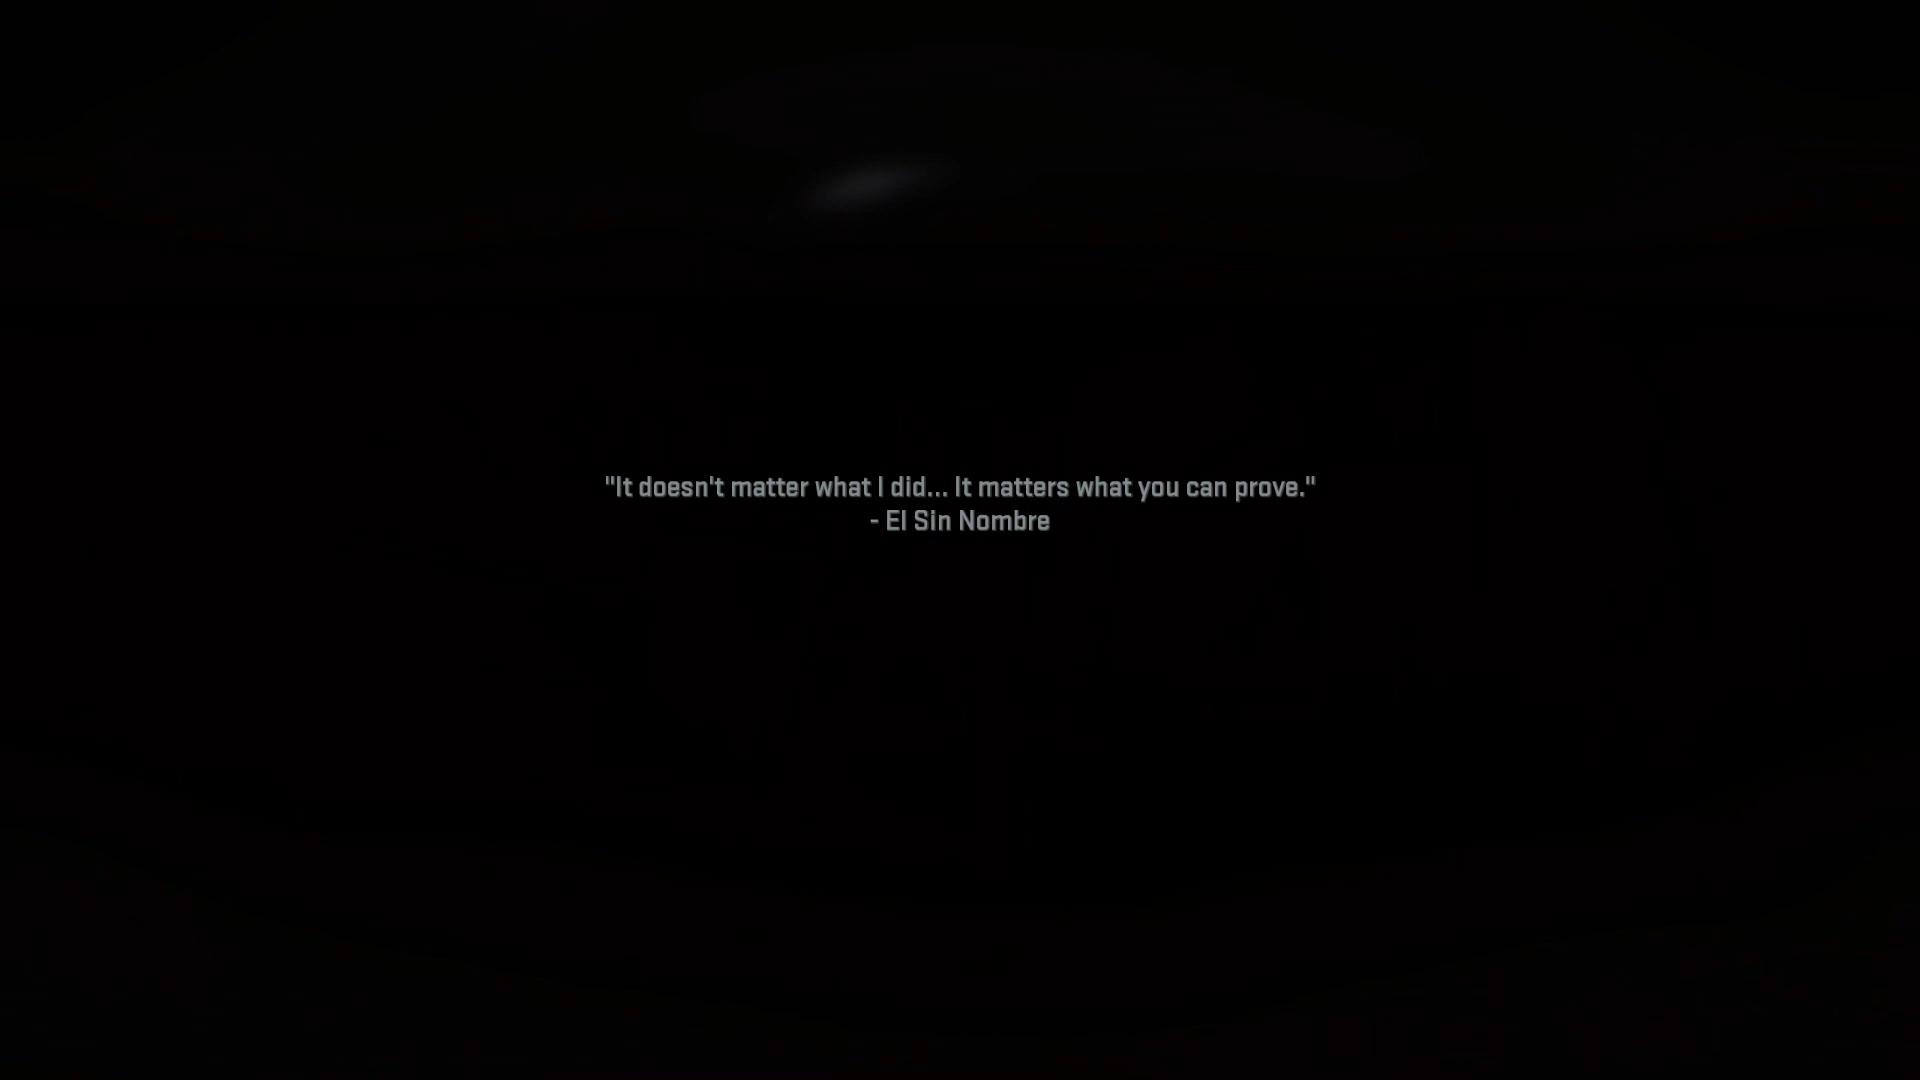 "It doesn't matter what I did... It matters what you can prove."
- El Sin Nombre